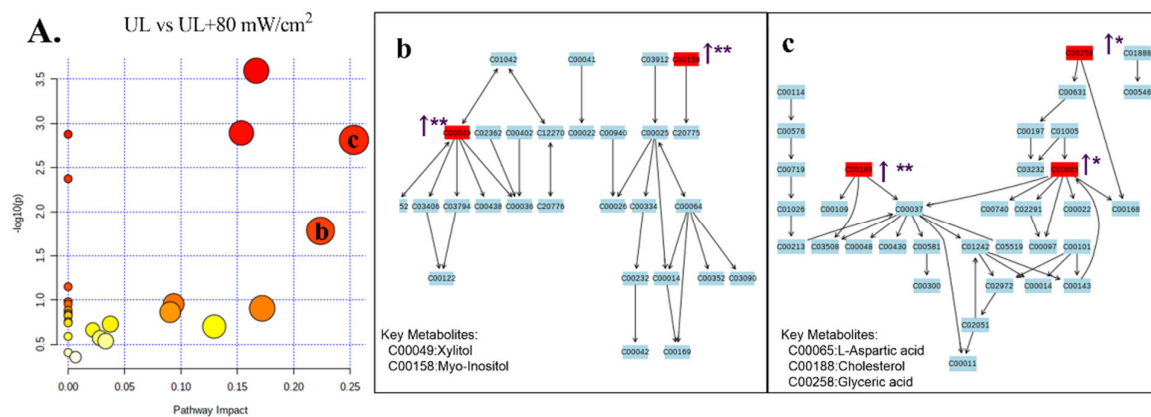 A.
UL vs UL+80 mW/cm²
-log10(p)
3.5
3.0
2.5
2.0
1.5
1.0
0.5
c
b
0.00 0.05 0.10 0.15 0.20 0.25
Pathway Impact
b
C01042 C00041 C03912 C00158 ↑**
↑** C00049 C02362 C00402 C12270 C00022 C00940 C00025 C20775
52 C03406 C03794 C00438 C00036 C20776 C00026 C00334 C00064
C00122 C00232 C00014 C00352 C03090
C00042 C00169
Key Metabolites:
C00049:Xylitol
C00158:Myo-Inositol
c
C00258 ↑* C01888
C00114 C00631 C00546
C00576 C00197 C01005
C00719 C00188 ↑** C03232 C00065 ↑*
C01026 C00109 C00037 C00740 C02291 C00022 C00168
C00213 C03508 C00048 C00430 C00581 C01242 C05519 C00097 C00101
C00300 C02972 C00014 C00143
C02051
C00011
Key Metabolites:
C00065:L-Aspartic acid
C00188:Cholesterol
C00258:Glyceric acid